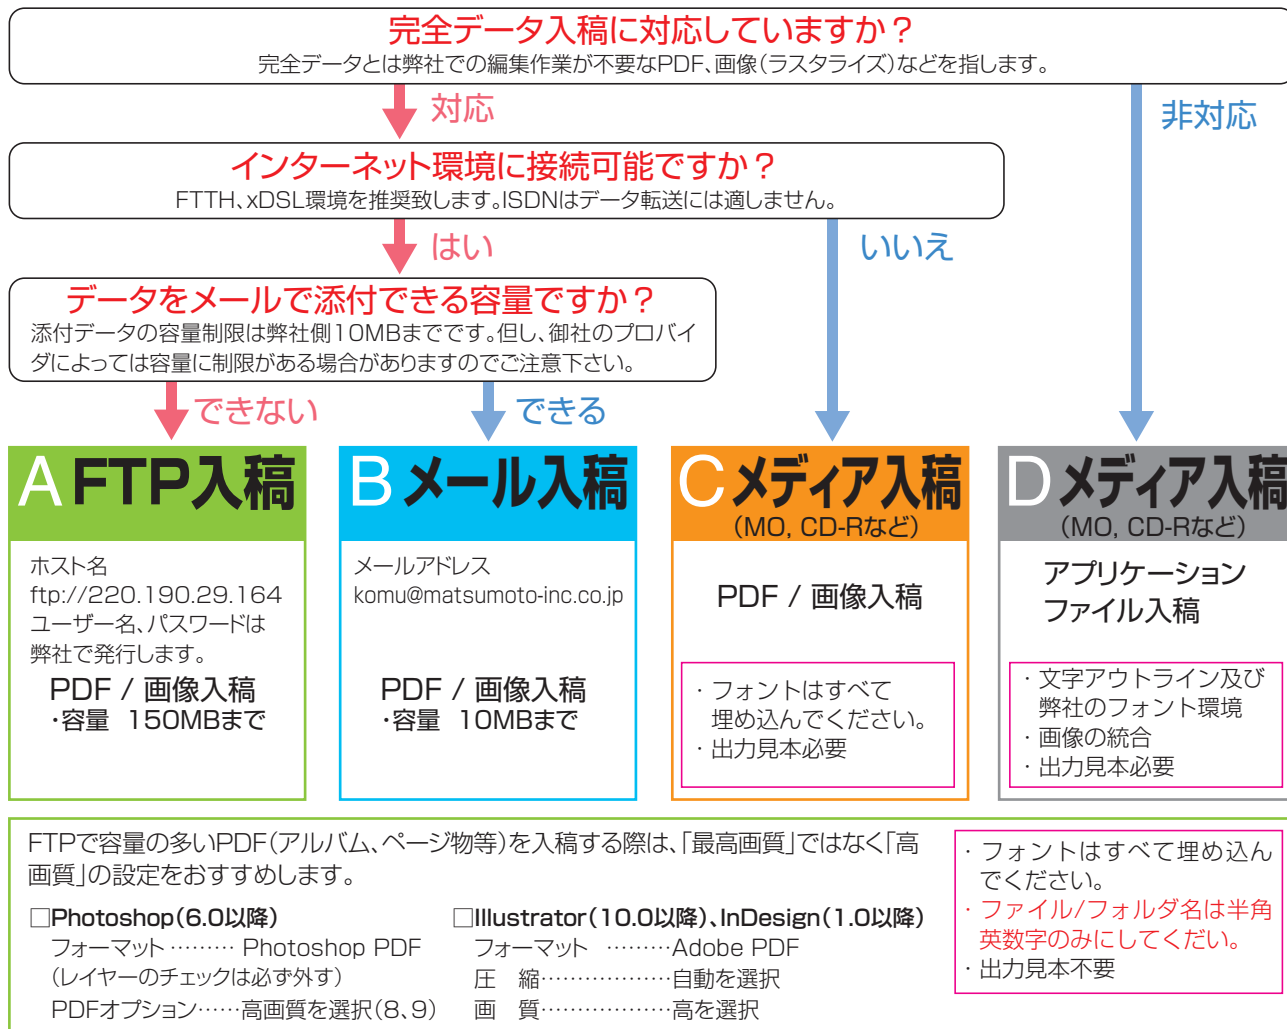 完全データ入稿に対応していますか？
完全データとは弊社での編集作業が不要なPDF、画像（ラスタライズ）などを指します。
対応
非対応
インターネット環境に接続可能ですか？
FTTH、xDSL環境を推奨致します。ISDNはデータ転送には適しません。
はい
いいえ
データをメールで添付できる容量ですか？
添付データの容量制限は弊社側10MBまでです。但し、御社のプロバイ
ダによっては容量に制限がある場合がありますのでご注意下さい。
できない
できる
A FTP入稿
ホスト名
ftp://220.190.29.164
ユーザー名、パスワードは
弊社で発行します。
PDF / 画像入稿
・容量 150MBまで
B メール入稿
メールアドレス
komu@matsumoto-inc.co.jp
PDF / 画像入稿
・容量 10MBまで
C メディア入稿
（MO, CD-Rなど）
PDF / 画像入稿
・フォントはすべて
埋め込んでください。
・出力見本必要
D メディア入稿
（MO, CD-Rなど）
アプリケーション
ファイル入稿
・文字アウトライン及び
弊社のフォント環境
・画像の統合
・出力見本必要
FTPで容量の多いPDF（アルバム、ページ物等）を入稿する際は、「最高画質」ではなく「高
画質」の設定をおすすめします。
□Photoshop（6.0以降）
フォーマット ……… Photoshop PDF
（レイヤーのチェックは必ず外す）
PDFオプション……高画質を選択（8、9）
□Illustrator（10.0以降）、InDesign（1.0以降）
フォーマット ………Adobe PDF
圧 縮………………自動を選択
画 質………………高を選択
・フォントはすべて埋め込ん
でください。
・ファイル/フォルダ名は半角
英数字のみにしてくだい。
・出力見本不要